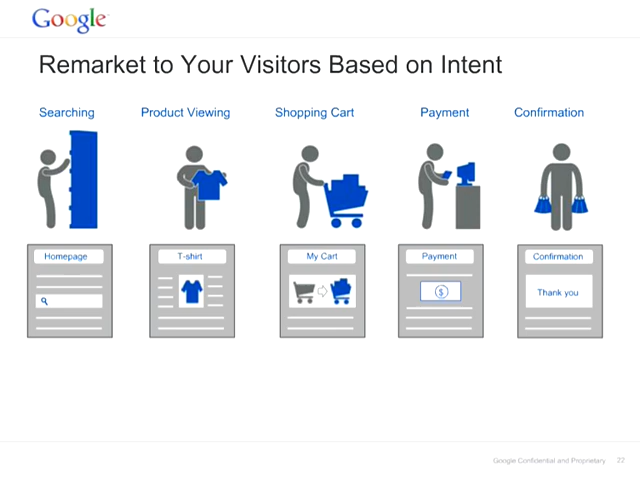 Google
Remarket to Your Visitors Based on Intent
Searching Product Viewing Shopping Cart Payment Confirmation
Homepage T-shirt My Cart Payment Confirmation
$ Thank you
Google Confidential and Proprietary 77